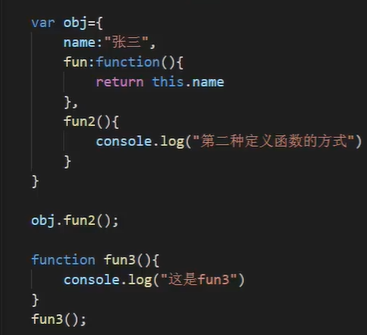 var obj={
name:"张三",
fun:function(){
return this.name
},
fun2(){
console.log("第二种定义函数的方式")
}
}
obj.fun2();
function fun3(){
console.log("这是fun3")
}
fun3();